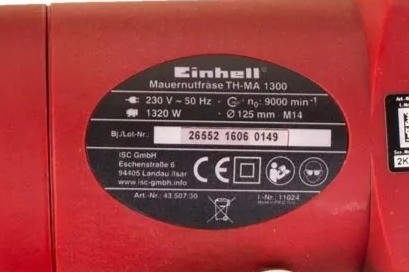 Einhell
Mauernutfräse TH-MA 1300
230 V ~ 50 Hz · n₀: 9000 min⁻¹
1320 W · Ø 125 mm · M14
Bj./Lot-Nr.: 26552 1606 0149
ISC GmbH
Eschenstraße 6
94405 Landau /Isar
www.isc-gmbh.info
CE
Art.-Nr.: 43.507.30 I.-Nr.: 11024
2K